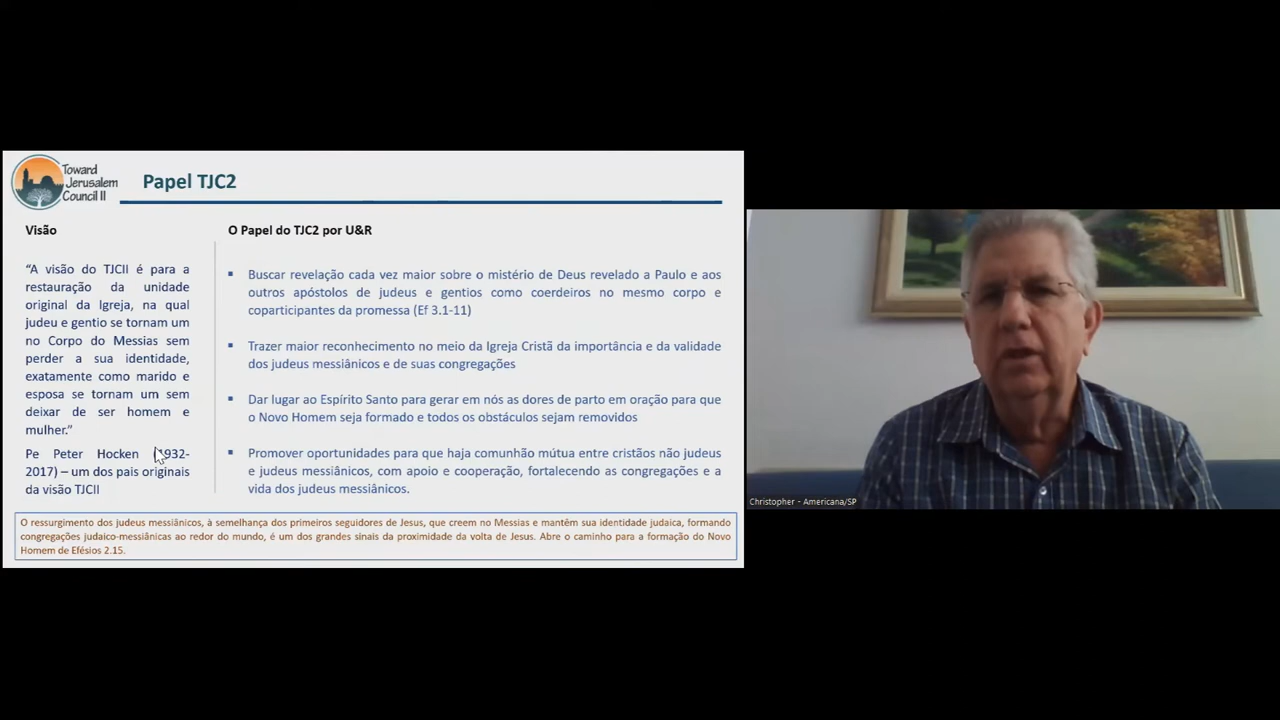 Toward
Jerusalem
Council II
Papel TJC2
Visão
“A visão do TJCII é para a
restauração da unidade
original da Igreja, na qual
judeu e gentio se tornam um
no Corpo do Messias sem
perder a sua identidade,
exatamente como marido e
esposa se tornam um sem
deixar de ser homem e
mulher.”
Pe Peter Hocken (1932-
2017) – um dos pais originais
da visão TJCII
O Papel do TJC2 por U&R
▪ Buscar revelação cada vez maior sobre o mistério de Deus revelado a Paulo e aos
outros apóstolos de judeus e gentios como coerdeiros no mesmo corpo e
coparticipantes da promessa (Ef 3.1-11)
▪ Trazer maior reconhecimento no meio da Igreja Cristã da importância e da validade
dos judeus messiânicos e de suas congregações
▪ Dar lugar ao Espírito Santo para gerar em nós as dores de parto em oração para que
o Novo Homem seja formado e todos os obstáculos sejam removidos
▪ Promover oportunidades para que haja comunhão mútua entre cristãos não judeus
e judeus messiânicos, com apoio e cooperação, fortalecendo as congregações e a
vida dos judeus messiânicos.
O ressurgimento dos judeus messiânicos, à semelhança dos primeiros seguidores de Jesus, que creem no Messias e mantêm sua identidade judaica, formando
congregações judaico-messiânicas ao redor do mundo, é um dos grandes sinais da proximidade da volta de Jesus. Abre o caminho para a formação do Novo
Homem de Efésios 2.15.
Christopher - Americana/SP